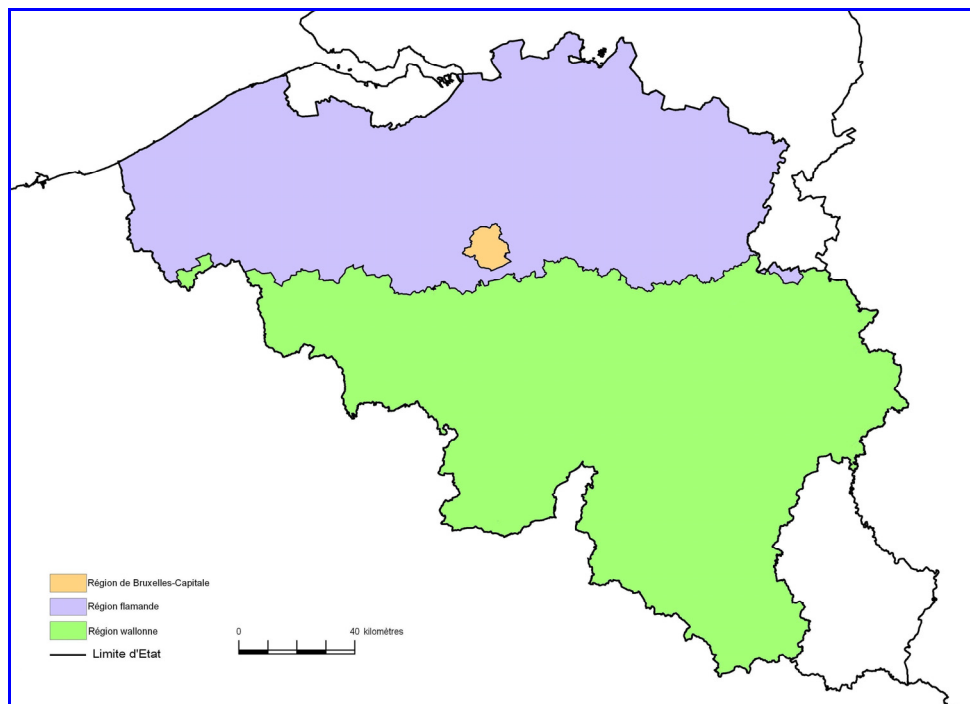 Région de Bruxelles-Capitale
Région flamande
Région wallonne
Limite d'Etat
0 40 kilomètres